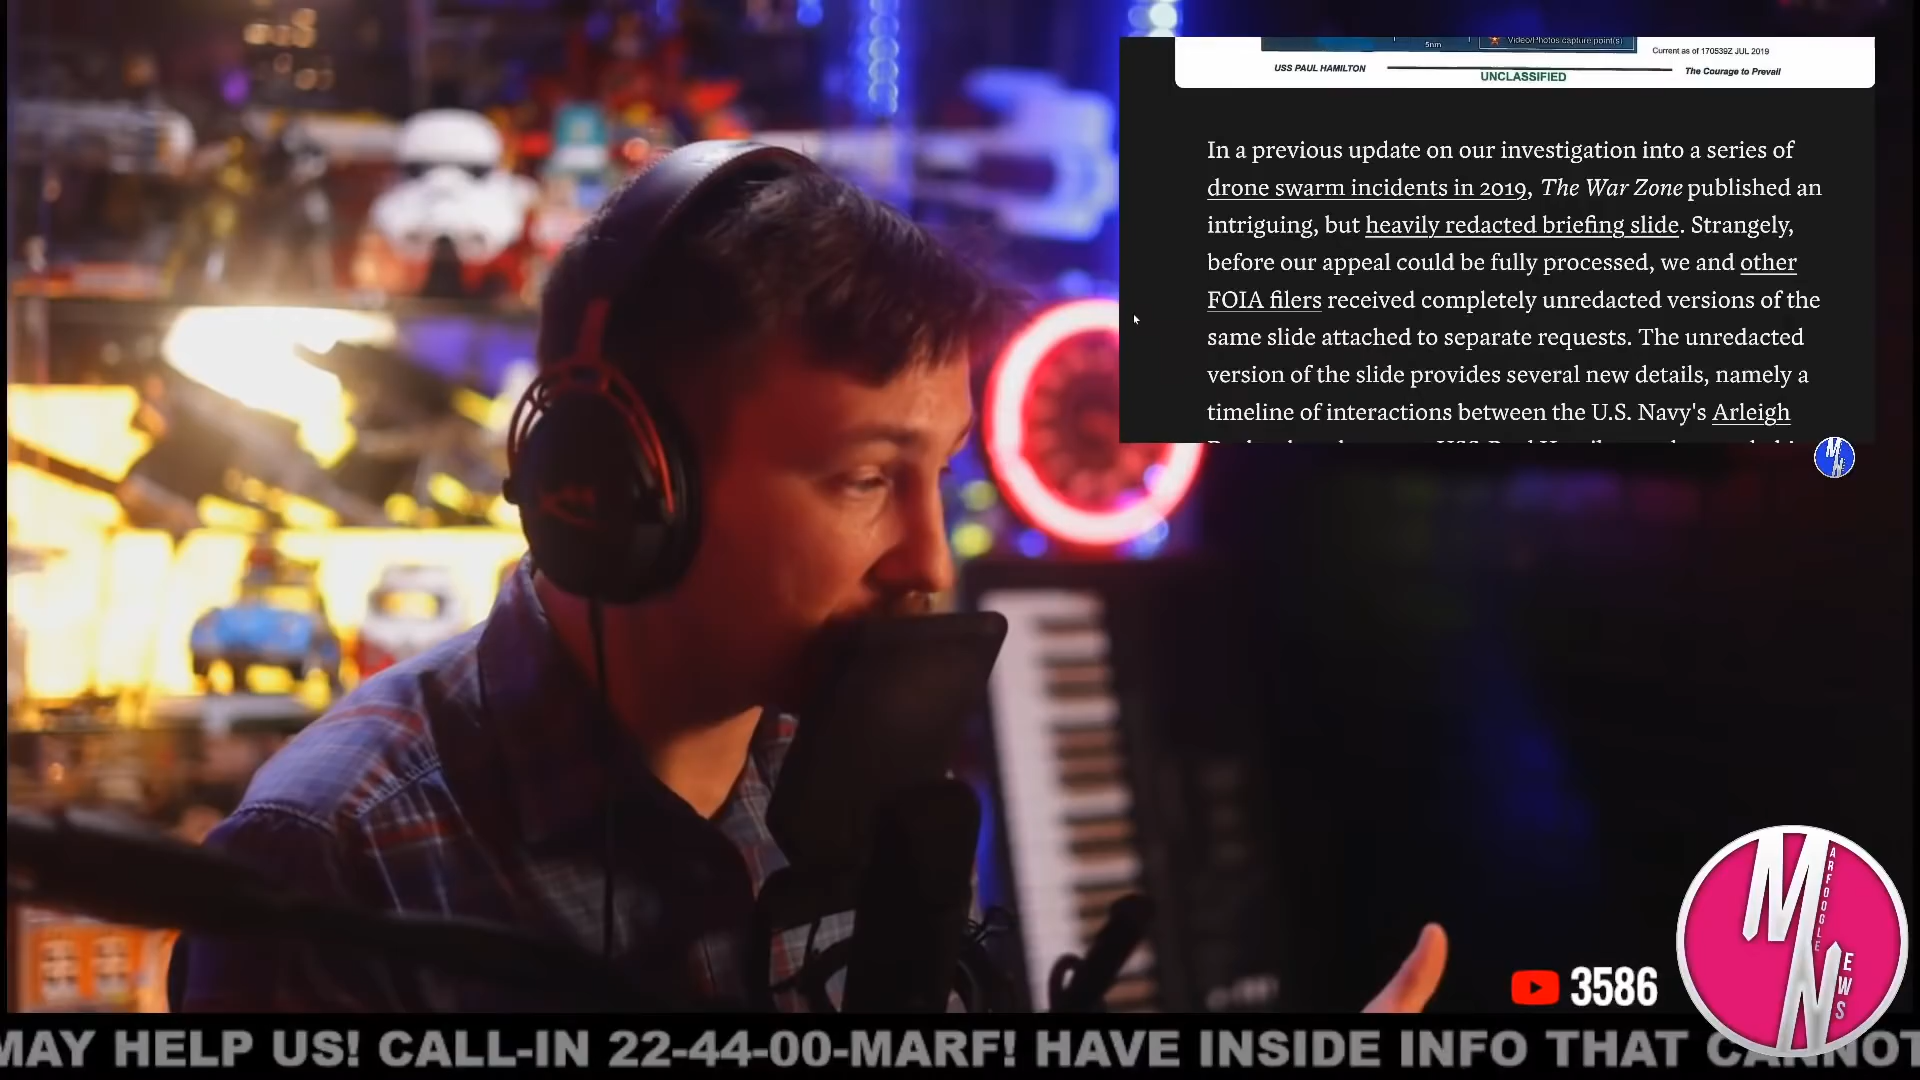 5nm
Video/Photos capture point(s)
Current as of 170539Z JUL 2019
USS PAUL HAMILTON
UNCLASSIFIED
The Courage to Prevail
In a previous update on our investigation into a series of
drone swarm incidents in 2019, The War Zone published an
intriguing, but heavily redacted briefing slide. Strangely,
before our appeal could be fully processed, we and other
FOIA filers received completely unredacted versions of the
same slide attached to separate requests. The unredacted
version of the slide provides several new details, namely a
timeline of interactions between the U.S. Navy's Arleigh
MN
3586
MARFOOGLE
NEWS
MAY HELP US! CALL-IN 22-44-00-MARF! HAVE INSIDE INFO THAT CANNOT